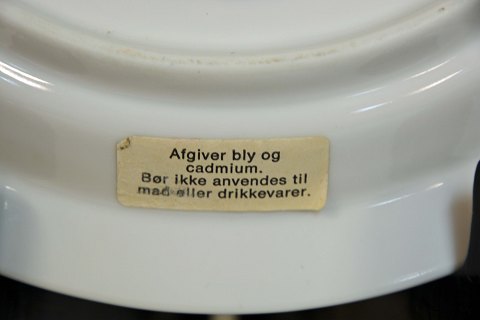 Afgiver bly og
cadmium.
Bør ikke anvendes til
mad eller drikkevarer.